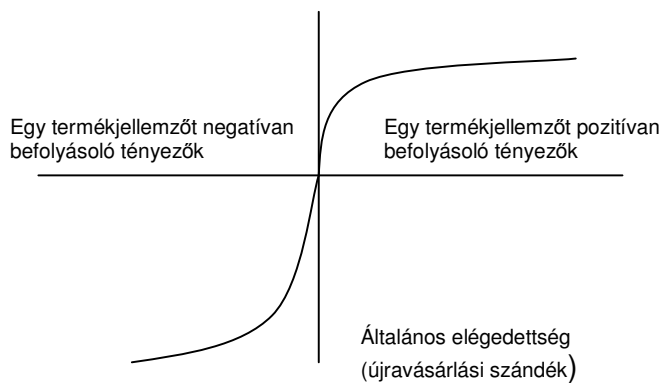 Egy termékjellemzőt negatívan
befolyásoló tényezők
Egy termékjellemzőt pozitívan
befolyásoló tényezők
Általános elégedettség
(újravásárlási szándék)